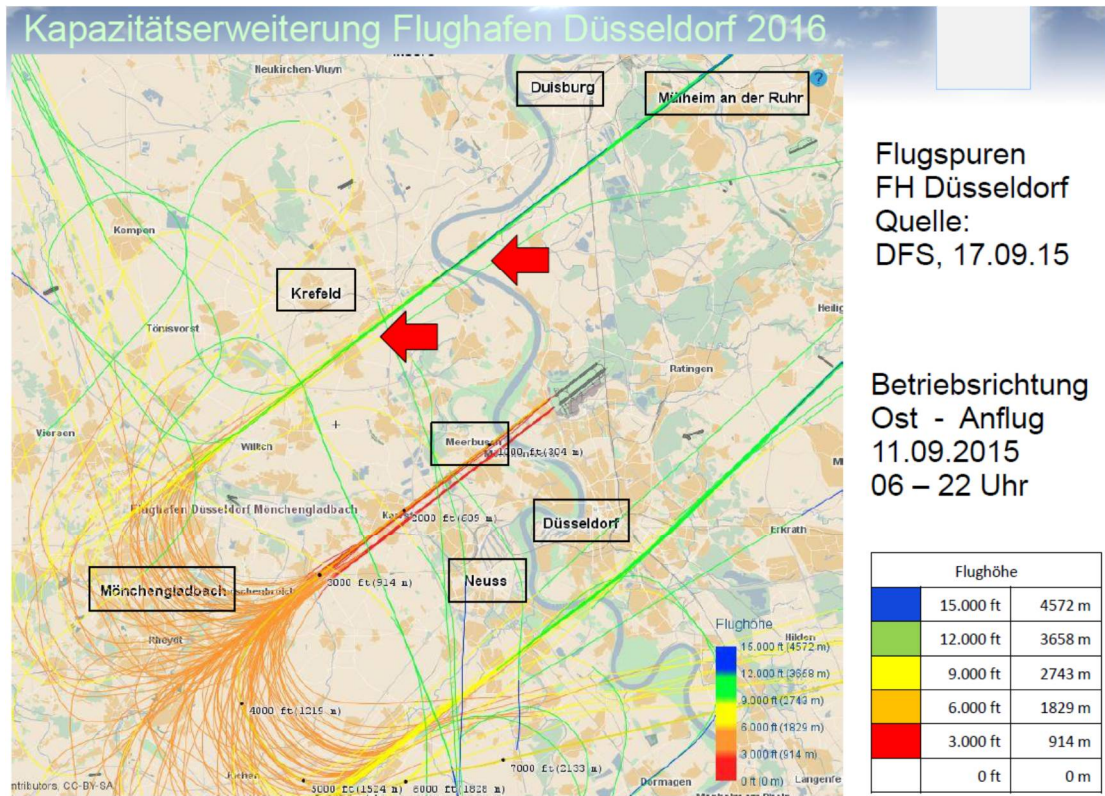 Kapazitätserweiterung Flughafen Düsseldorf 2016
Neukirchen-Vluyn
Duisburg
Mülheim an der Ruhr
?
Flugspuren
FH Düsseldorf
Quelle:
DFS, 17.09.15
Kempen
Krefeld
Tönisvorst
Heilig
Ratingen
Betriebsrichtung
Ost - Anflug
11.09.2015
06 – 22 Uhr
Viersen
Willich
Meerbusch
1000 ft(304 m)
Flughafen Düsseldorf Mönchengladbach
2000 ft(609 m)
Düsseldorf
Erkrath
3000 ft(914 m)
Neuss
Mönchengladbach
Rheydt
Hilden
Flughöhe
15.000 ft (4572 m)
12.000 ft (3658 m)
9.000 ft (2743 m)
6.000 ft (1829 m)
3.000 ft (914 m)
0 ft (0 m)
4000 ft(1219 m)
7000 ft(2133 m)
Jüchen
5000 ft(1524 m)
6000 ft(1828 m)
Dormagen
Langenfe
ntributors, CC-BY-SA
Flughöhe
15.000 ft 4572 m
12.000 ft 3658 m
9.000 ft 2743 m
6.000 ft 1829 m
3.000 ft 914 m
0 ft 0 m